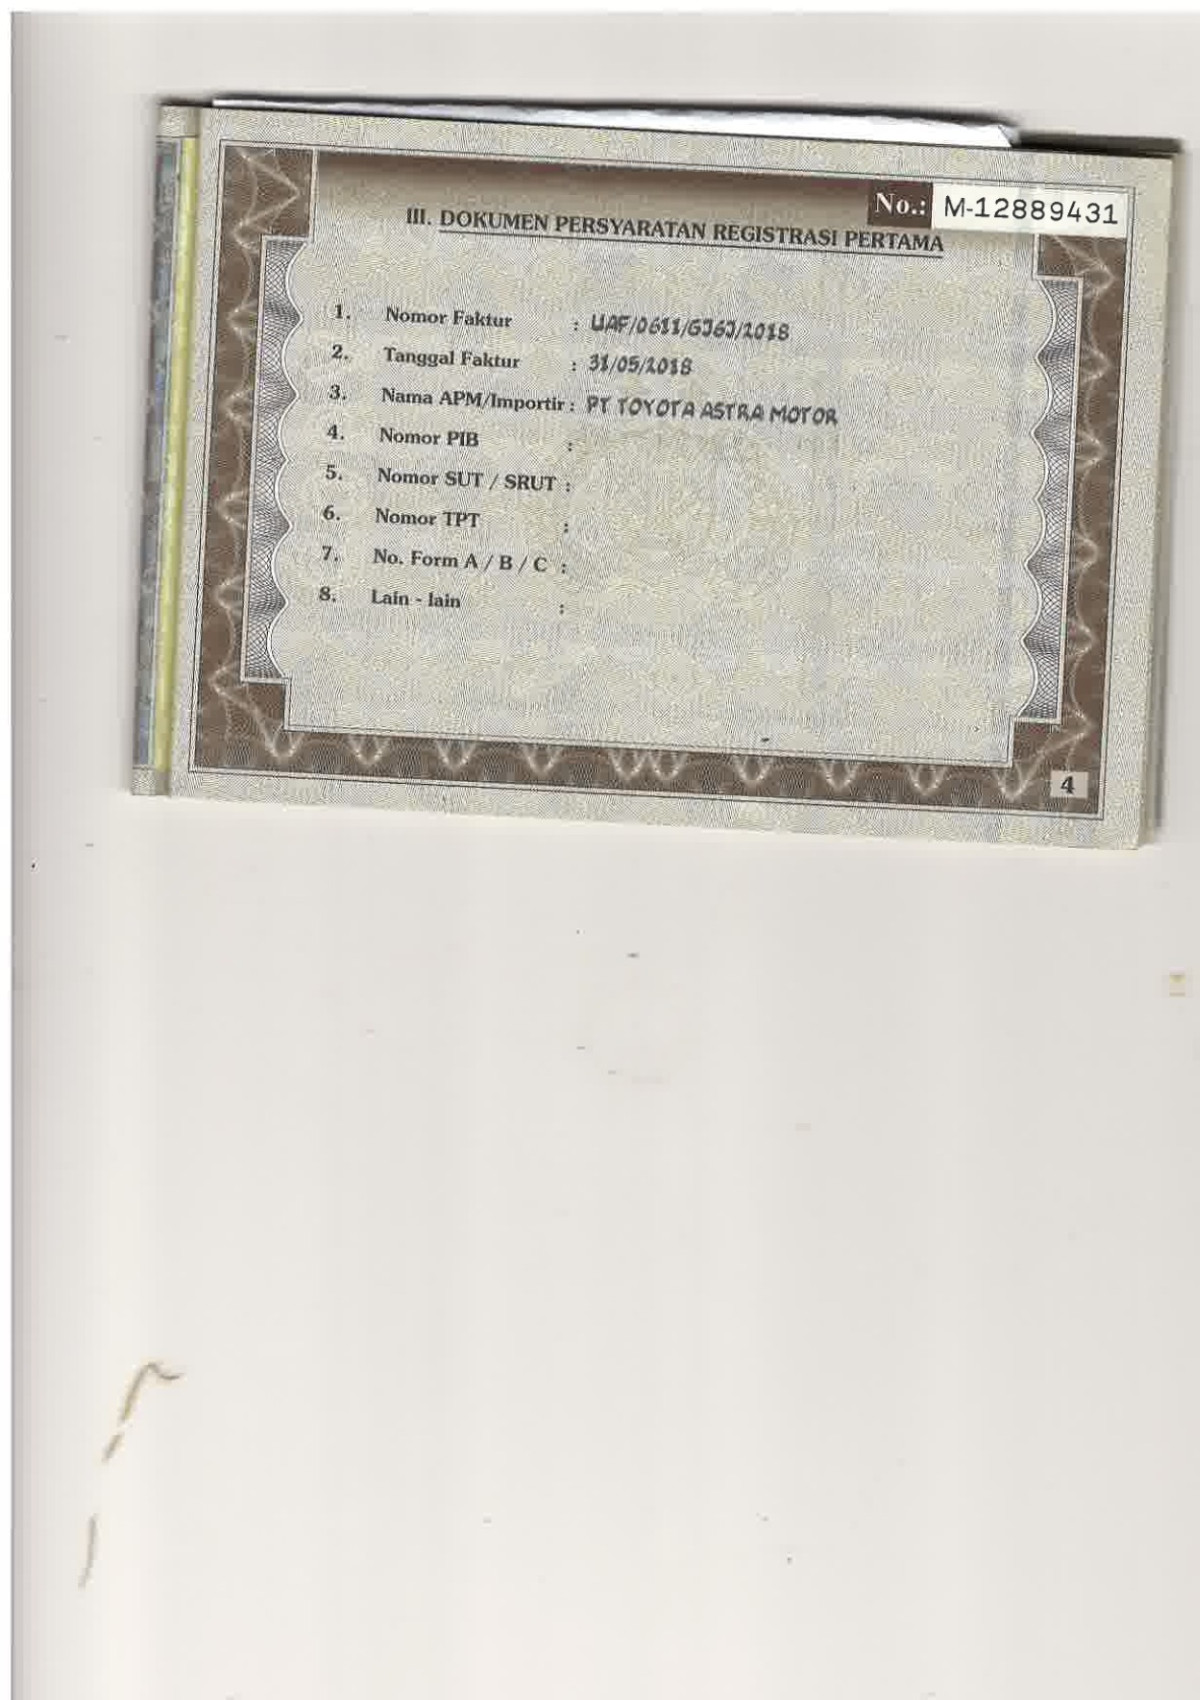 No.: M-12889431
III. DOKUMEN PERSYARATAN REGISTRASI PERTAMA
1. Nomor Faktur : UAF/0611/GJ6J/2018
2. Tanggal Faktur : 31/05/2018
3. Nama APM/Importir : PT TOYOTA ASTRA MOTOR
4. Nomor PIB :
5. Nomor SUT / SRUT :
6. Nomor TPT :
7. No. Form A / B / C :
8. Lain - lain :
4